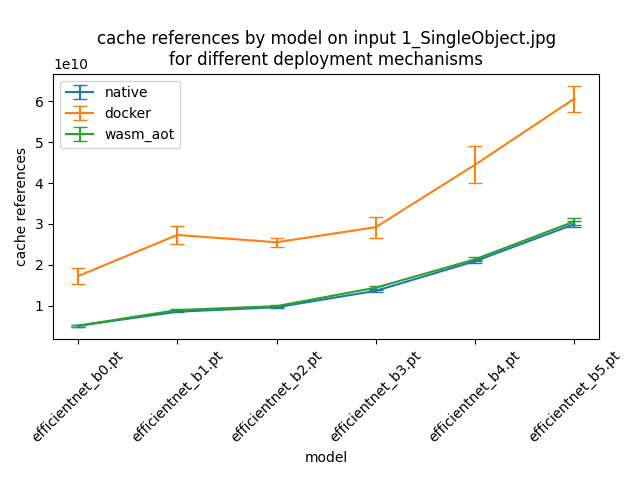 cache references by model on input 1_SingleObject.jpg
for different deployment mechanisms
1e10
native
docker
wasm_aot
6
5
4
3
2
1
cache references
efficientnet_b0.pt
efficientnet_b1.pt
efficientnet_b2.pt
efficientnet_b3.pt
efficientnet_b4.pt
efficientnet_b5.pt
model